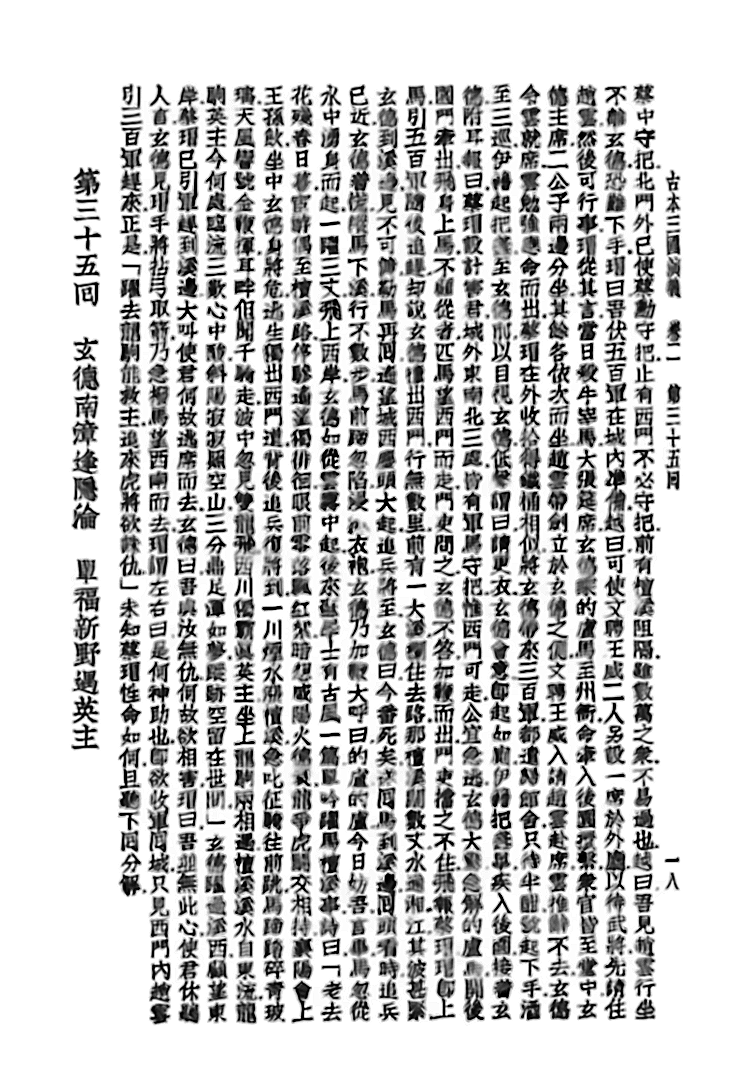 古本三國演義　卷二　第三十五回　一八
蔡中守把北門外已使蔡勳守把止有西門不必守把前有檀溪阻隔雖數萬之衆不易過也越曰吾見趙雲行坐
不離玄德恐難下手瑁曰吾伏五百軍在城內準備越曰可使文聘王威二人另設一席於外廳以待武將先請住
趙雲然後可行事瑁從其言當日殺牛宰馬大張筵席玄德乘的盧馬至州衙命牽入後園擐繫衆官皆至堂中玄
德主席二公子兩邊分坐其餘各依次而坐趙雲帶劍立於玄德之側文聘王威入請趙雲赴席雲推辭不去玄德
令雲就席雲勉強應命而出蔡瑁在外收拾得鐵桶相似將玄德帶來三百軍都遣歸館舍只待半酣號起下手酒
至三巡伊籍起把盞至玄德前以目視玄德低聲謂曰請更衣玄德會意卽起如廁伊籍把盞畢疾入後園接着玄
德附耳報曰蔡瑁設計害君城外東南北三處皆有軍馬守把惟西門可走公宜急逃玄德大驚急解的盧馬開後
園門牽出飛身上馬不顧從者匹馬望西門而走門吏問之玄德不答加鞭而出門吏擋之不住飛報蔡瑁瑁卽上
馬引五百軍隨後追趕却說玄德撞出西門行無數里前有一大溪攔住去路那檀溪闊數丈水通湘江其波甚緊
玄德到溪邊見不可渡勒馬再回遙望城西塵頭大起追兵將至玄德曰今番死矣遂回馬到溪邊回頭看時追兵
已近玄德着慌縱馬下溪行不數步馬前蹄忽陷浸濕衣袍玄德乃加鞭大呼曰的盧的盧今日妨吾言畢馬忽從
水中湧身而起一躍三丈飛上西岸玄德如從雲霧中起後來蘇學士有古風一篇單吟躍馬檀溪事詩曰「老去
花殘春日暮宦游偶至檀溪路停驂遙望獨徘徊眼前零落飄紅絮暗想咸陽火德衰龍爭虎鬬交相持襄陽會上
王孫飲坐中玄德身將危逃生獨出西門道背後追兵復將到一川煙水漲檀溪急叱征騎往前跳馬蹄踏碎青玻
璃天風響處金鞭揮耳畔但聞千騎走波中忽見雙龍飛西川獨霸眞英主坐上龍駒兩相遇檀溪溪水自東流龍
駒英主今何處臨流三歎心中酸斜陽寂寂照空山三分鼎足渾如夢蹤跡空留在世間」玄德躍過溪西顧望東
岸蔡瑁已引軍趕到溪邊大叫使君何故逃席而去玄德曰吾與汝無仇何故欲相害瑁曰吾並無此心使君休聽
人言玄德見瑁手將拈弓取箭乃急撥馬望西南而去瑁謂左右曰是何神助也卽欲收軍回城只見西門內趙雲
引三百軍趕來正是「躍去龍駒能救主追來虎將欲誅仇」未知蔡瑁性命如何且聽下回分解
第三十五回　玄德南漳逢隱淪　單福新野遇英主